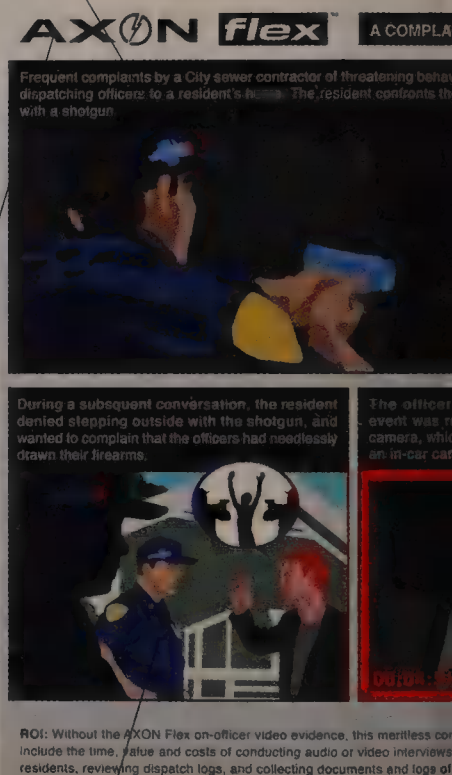 AXON flex
A COMPLA
Frequent complaints by a City sewer contractor of threatening behav
dispatching officers to a resident's home. The resident confronts th
with a shotgun.
During a subsquent conversation, the resident
denied stepping outside with the shotgun, and
wanted to complain that the officers had needlessly
drawn their firearms.
The officer
event was r
camera, whic
an in-car can
ROI: Without the AXON Flex on-officer video evidence, this meritless con
include the time, value and costs of conducting audio or video interviews
residents, reviewing dispatch logs, and collecting documents and logs of